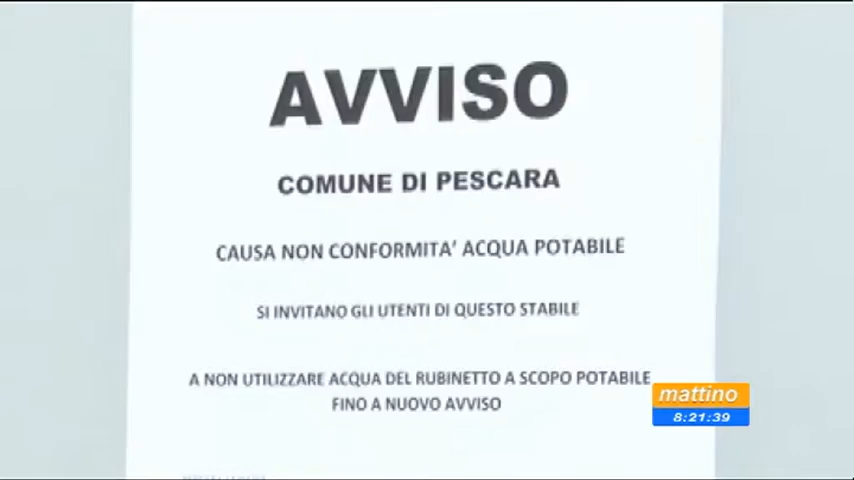 AVVISO
COMUNE DI PESCARA
CAUSA NON CONFORMITA' ACQUA POTABILE
SI INVITANO GLI UTENTI DI QUESTO STABILE
A NON UTILIZZARE ACQUA DEL RUBINETTO A SCOPO POTABILE
FINO A NUOVO AVVISO
mattino
8:21:39